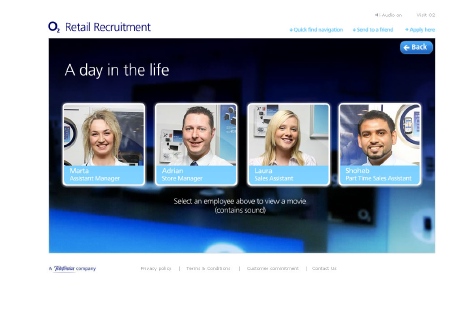 Audio on | Visit O2
O2 Retail Recruitment
Quick find navigation Send to a friend Apply here
Back
A day in the life
Marta
Assistant Manager
Adrian
Store Manager
Laura
Sales Assistant
Shoheb
Part Time Sales Assistant
Select an employee above to view a movie
(contains sound)
A Telefónica company
Privacy policy | Terms & Conditions | Customer commitment | Contact Us